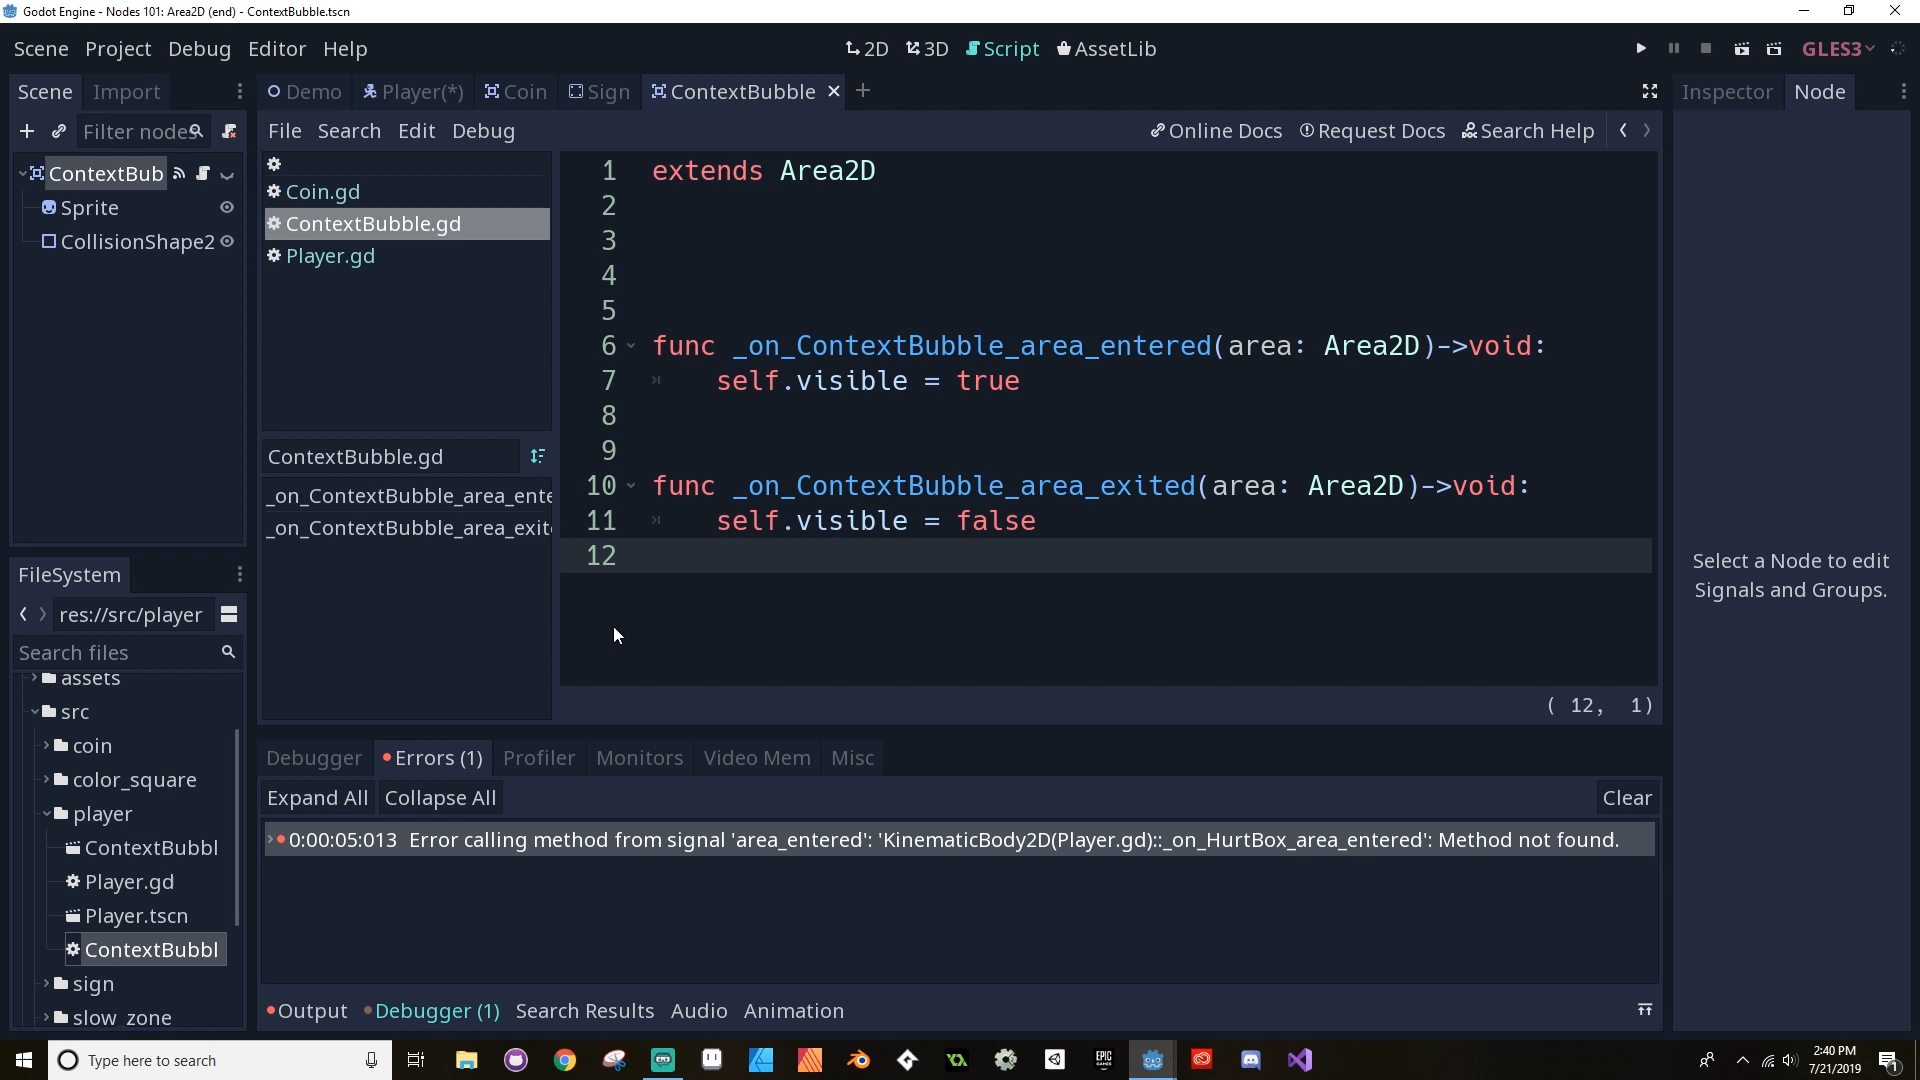 Godot Engine - Nodes 101: Area2D (end) - ContextBubble.tscn
Scene Project Debug Editor Help
2D 3D Script AssetLib
GLES3
Scene Import
Demo Player(*) Coin Sign ContextBubble
Inspector Node
Filter nodes
File Search Edit Debug
Online Docs Request Docs Search Help
ContextBub
Sprite
CollisionShape2
Coin.gd
ContextBubble.gd
Player.gd
ContextBubble.gd
_on_ContextBubble_area_ente
_on_ContextBubble_area_exit
1 extends Area2D
2
3
4
5
6 func _on_ContextBubble_area_entered(area: Area2D)->void:
7 self.visible = true
8
9
10 func _on_ContextBubble_area_exited(area: Area2D)->void:
11 self.visible = false
12
( 12, 1)
Select a Node to edit
Signals and Groups.
FileSystem
res://src/player
Search files
assets
src
coin
color_square
player
ContextBubbl
Player.gd
Player.tscn
ContextBubbl
sign
slow_zone
Debugger Errors (1) Profiler Monitors Video Mem Misc
Expand All Collapse All Clear
0:00:05:013 Error calling method from signal 'area_entered': 'KinematicBody2D(Player.gd)::_on_HurtBox_area_entered': Method not found.
Output Debugger (1) Search Results Audio Animation
Type here to search
EPIC
GAMES
2:40 PM
7/21/2019
1